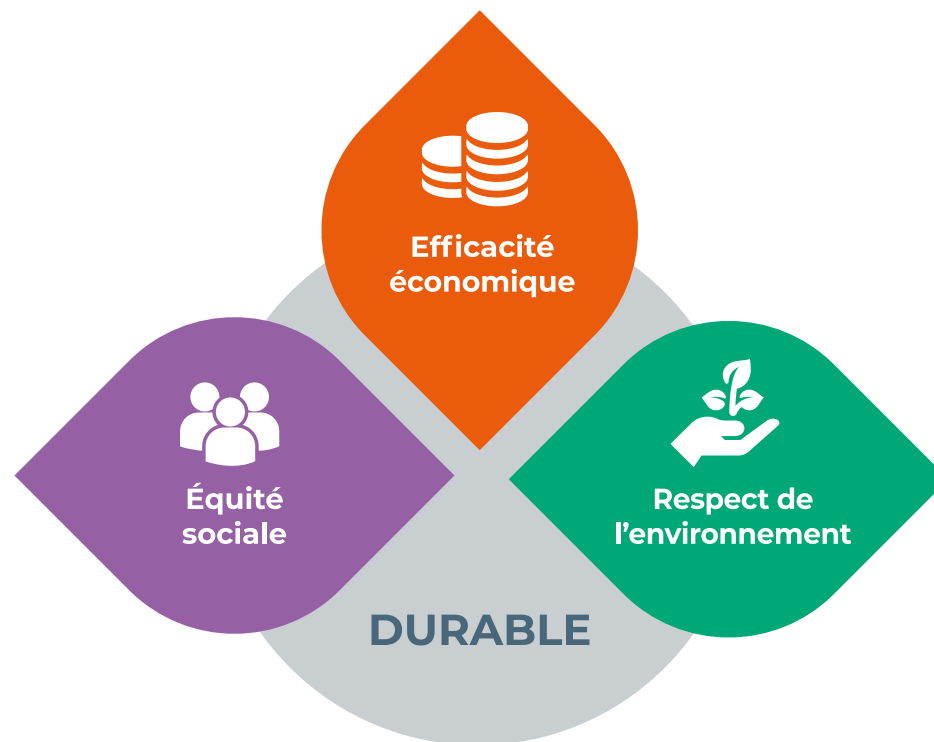 Efficacité
économique
Équité
sociale
Respect de
l'environnement
DURABLE